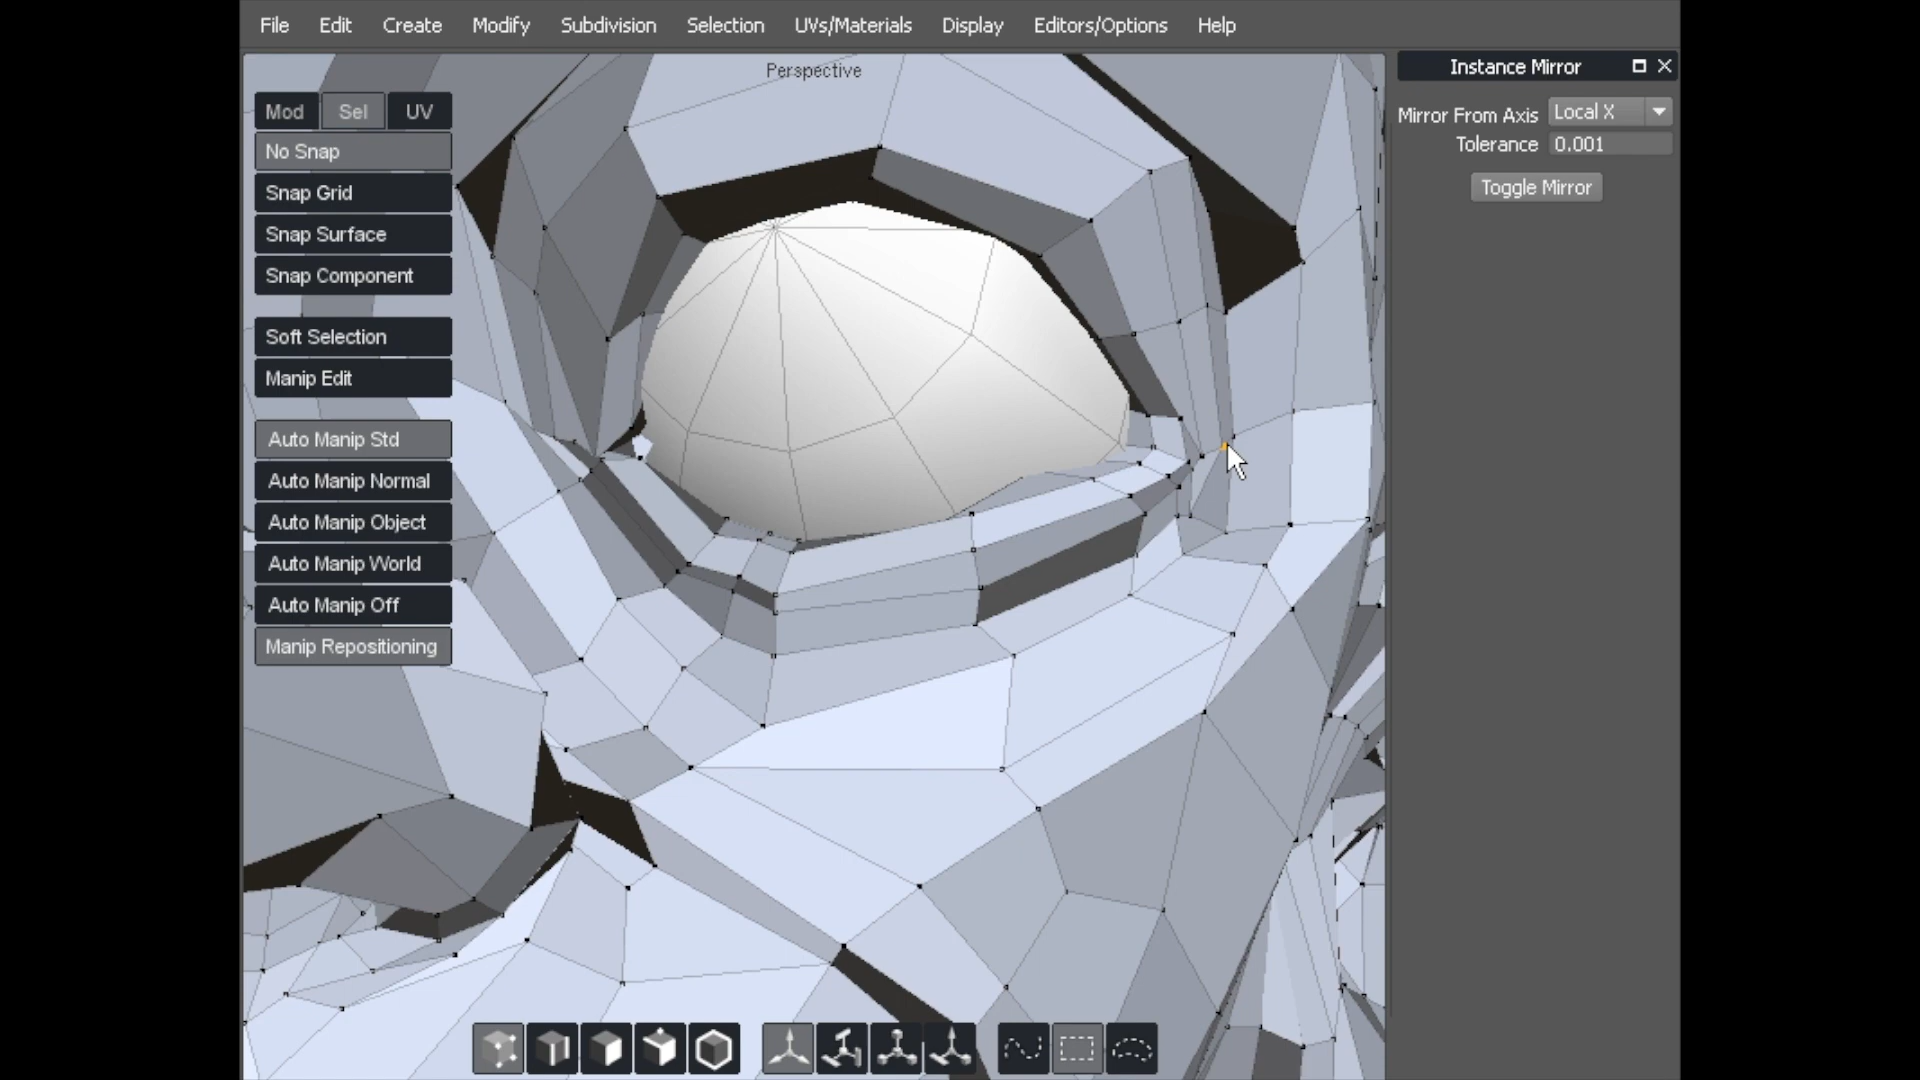 File Edit Create Modify Subdivision Selection UVs/Materials Display Editors/Options Help
Perspective
Mod Sel UV
No Snap
Snap Grid
Snap Surface
Snap Component
Soft Selection
Manip Edit
Auto Manip Std
Auto Manip Normal
Auto Manip Object
Auto Manip World
Auto Manip Off
Manip Repositioning
Instance Mirror
Mirror From Axis Local X
Tolerance 0.001
Toggle Mirror